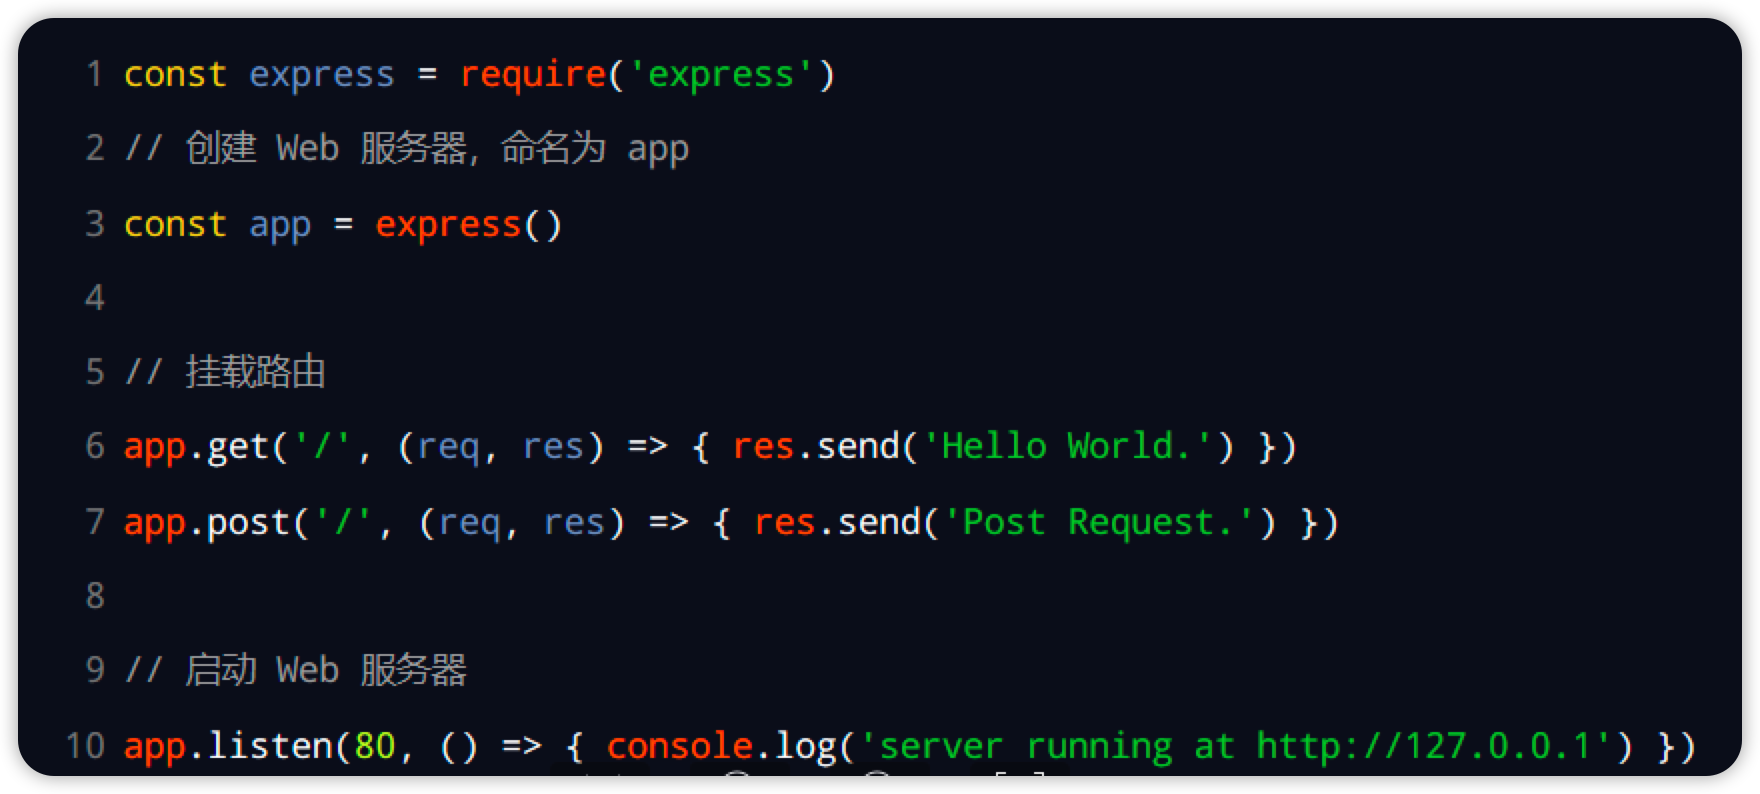 1 const express = require('express')
2 // 创建 Web 服务器，命名为 app
3 const app = express()
4
5 // 挂载路由
6 app.get('/', (req, res) => { res.send('Hello World.') })
7 app.post('/', (req, res) => { res.send('Post Request.') })
8
9 // 启动 Web 服务器
10 app.listen(80, () => { console.log('server running at http://127.0.0.1') })